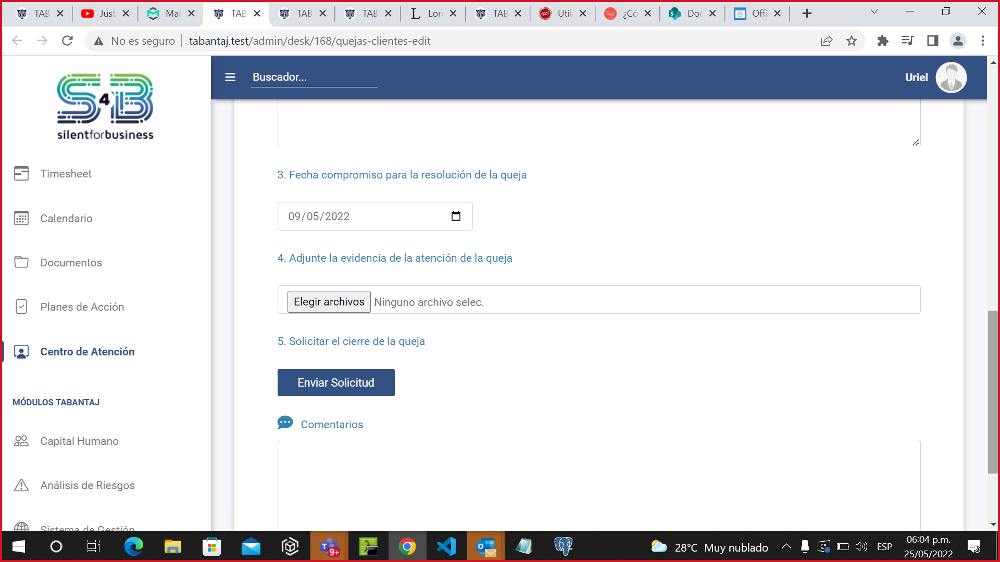 TAB
Just
Mai
TAB
TAB
TAB
Lore
TAB
Util
¿Có
Doc
Offi
No es seguro
tabantaj.test/admin/desk/168/quejas-clientes-edit
S4B
silentforbusiness
Buscador...
Uriel
Timesheet
Calendario
Documentos
Planes de Acción
Centro de Atención
MÓDULOS TABANTAJ
Capital Humano
Análisis de Riesgos
Sistema de Gestión
3. Fecha compromiso para la resolución de la queja
09/05/2022
4. Adjunte la evidencia de la atención de la queja
Elegir archivos Ninguno archivo selec.
5. Solicitar el cierre de la queja
Enviar Solicitud
Comentarios
9+
28°C Muy nublado
ESP
06:04 p.m.
25/05/2022